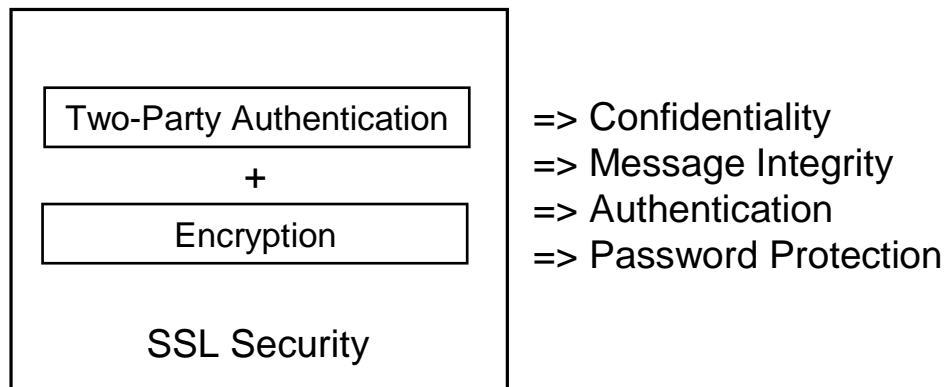 Two-Party Authentication
+
Encryption
SSL Security
=> Confidentiality
=> Message Integrity
=> Authentication
=> Password Protection